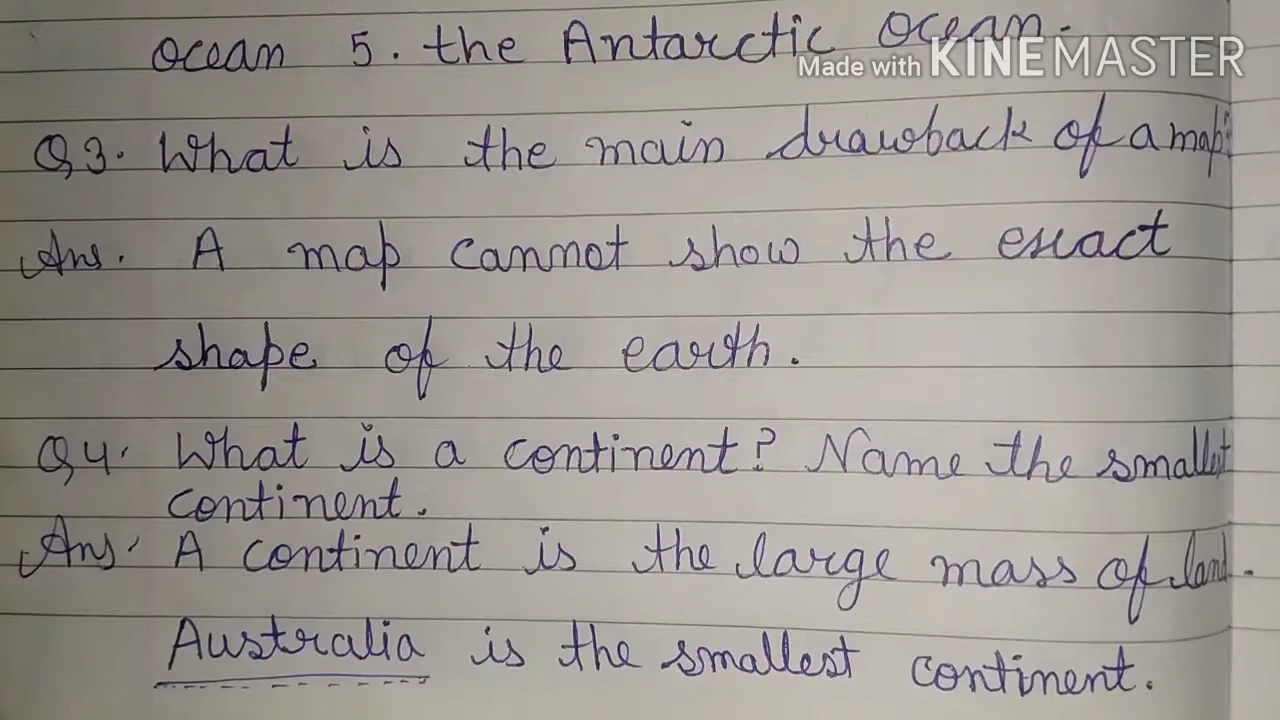 ocean 5. the Antarctic ocean.
Made with KINEMASTER
Q3. What is the main drawback of a map?
Ans. A map cannot show the exact
shape of the earth.
Q4. What is a continent? Name the smallest
continent.
Ans. A continent is the large mass of land.
Australia is the smallest continent.